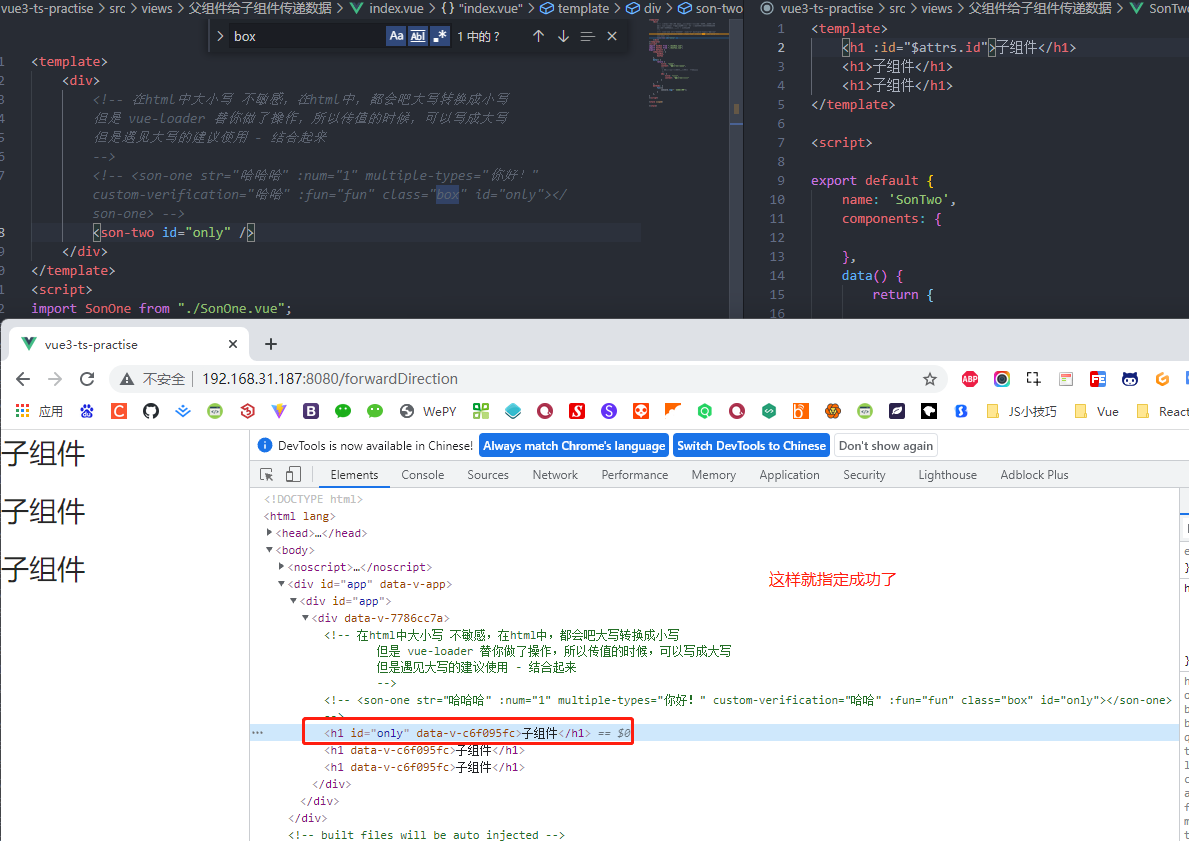 vue3-ts-practise > src > views > 父组件给子组件传递数据 > index.vue > {} "index.vue" > template > div > son-two
box
Aa Abl .* 1 中的 ?
<template>
<div>
<!-- 在html中大小写 不敏感，在html中，都会吧大写转换成小写
但是 vue-loader 替你做了操作，所以传值的时候，可以写成大写
但是遇见大写的建议使用 - 结合起来
-->
<!-- <son-one str="哈哈哈" :num="1" multiple-types="你好！"
custom-verification="哈哈" :fun="fun" class="box" id="only"></
son-one> -->
<son-two id="only" />
</div>
</template>
<script>
import SonOne from "./SonOne.vue";
vue3-ts-practise > src > views > 父组件给子组件传递数据 > SonTwo
1 <template>
2 <h1 :id="$attrs.id">子组件</h1>
3 <h1>子组件</h1>
4 <h1>子组件</h1>
5 </template>
6
7 <script>
8
9 export default {
10 name: 'SonTwo',
11 components: {
12
13 },
14 data() {
15 return {
16
vue3-ts-practise
不安全 192.168.31.187:8080/forwardDirection
ABP
应用 WePY JS小技巧 Vue React
子组件
子组件
子组件
DevTools is now available in Chinese! Always match Chrome's language Switch DevTools to Chinese Don't show again
Elements Console Sources Network Performance Memory Application Security Lighthouse Adblock Plus
<!DOCTYPE html>
<html lang>
<head>…</head>
<body>
<noscript>…</noscript>
<div id="app" data-v-app>
<div id="app">
<div data-v-7786cc7a>
<!-- 在html中大小写 不敏感，在html中，都会吧大写转换成小写
但是 vue-loader 替你做了操作，所以传值的时候，可以写成大写
但是遇见大写的建议使用 - 结合起来
-->
<!-- <son-one str="哈哈哈" :num="1" multiple-types="你好！" custom-verification="哈哈" :fun="fun" class="box" id="only"></son-one>
-->
<h1 id="only" data-v-c6f095fc>子组件</h1> == $0
<h1 data-v-c6f095fc>子组件</h1>
<h1 data-v-c6f095fc>子组件</h1>
</div>
</div>
</div>
<!-- built files will be auto injected -->
这样就指定成功了